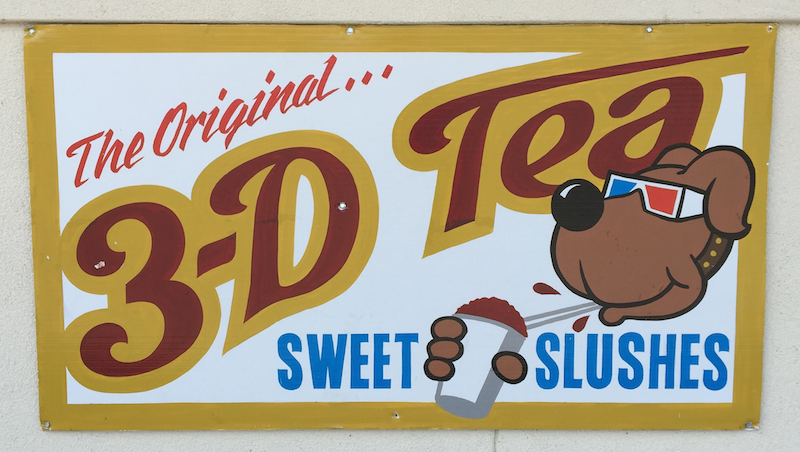 The Original...
3-D Tea
SWEET SLUSHES